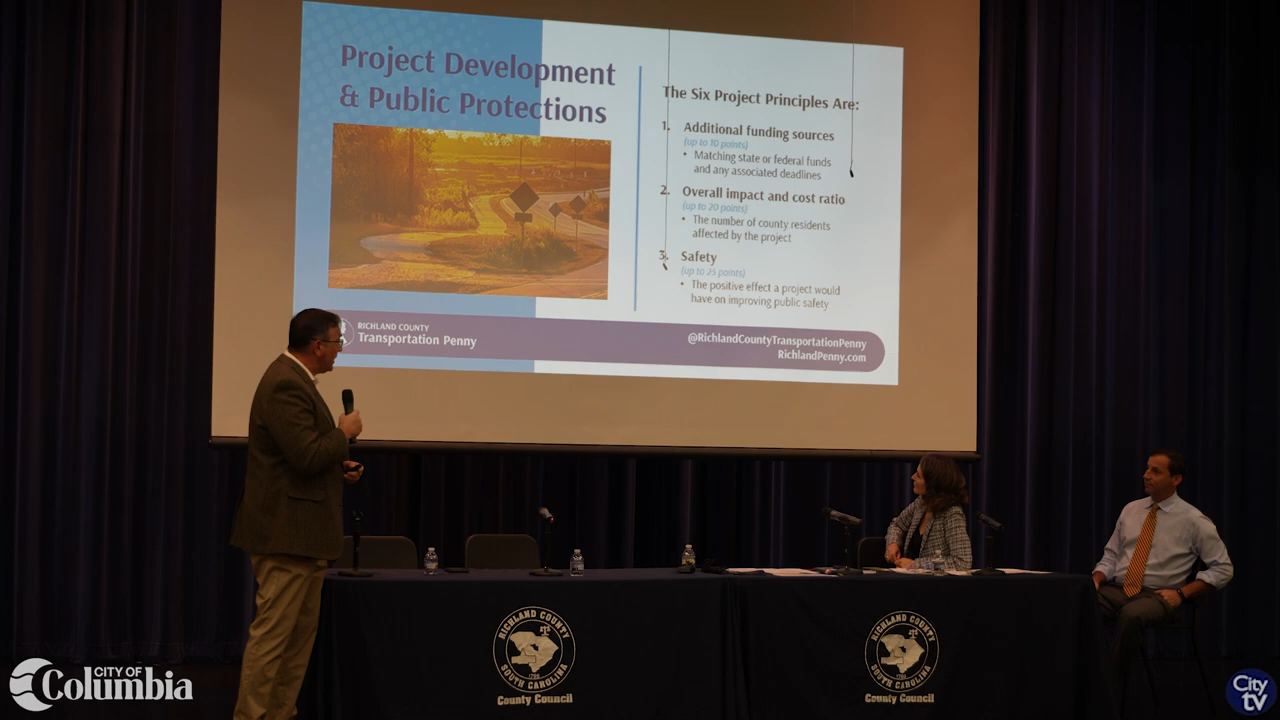 Project Development
& Public Protections
The Six Project Principles Are:
1. Additional funding sources
(up to 10 points)
• Matching state or federal funds
and any associated deadlines
2. Overall impact and cost ratio
(up to 20 points)
• The number of county residents
affected by the project
3. Safety
(up to 25 points)
• The positive effect a project would
have on improving public safety
RICHLAND COUNTY
Transportation Penny
@RichlandCountyTransportationPenny
RichlandPenny.com
RICHLAND COUNTY
SOUTH CAROLINA
1799
County Council
RICHLAND COUNTY
SOUTH CAROLINA
1799
County Council
CITY OF
Columbia
City
tv